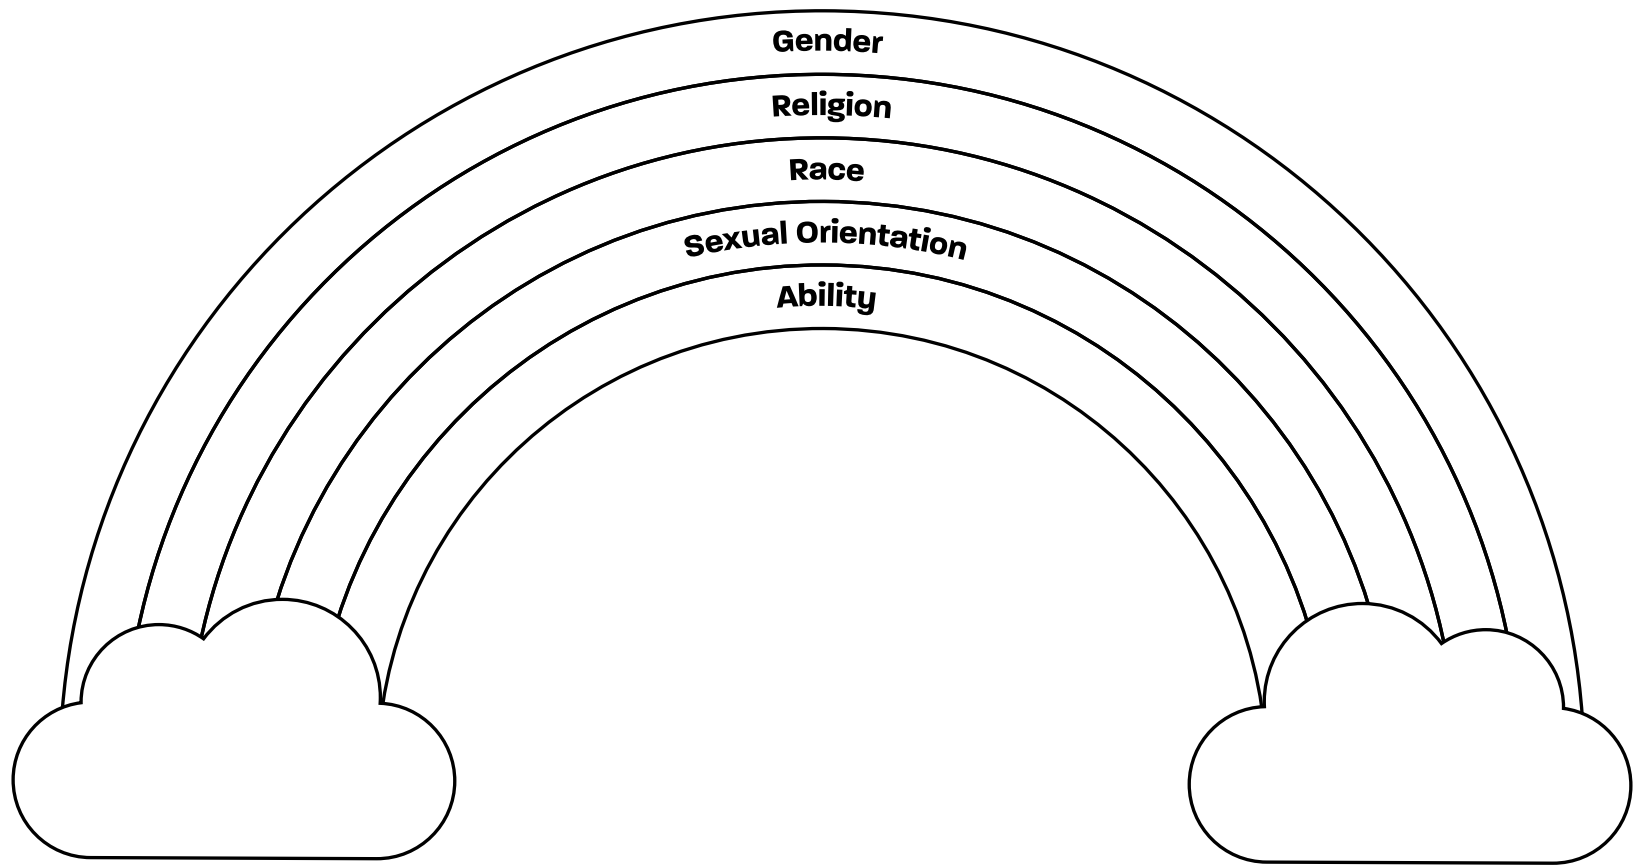 Gender
Religion
Race
Sexual Orientation
Ability